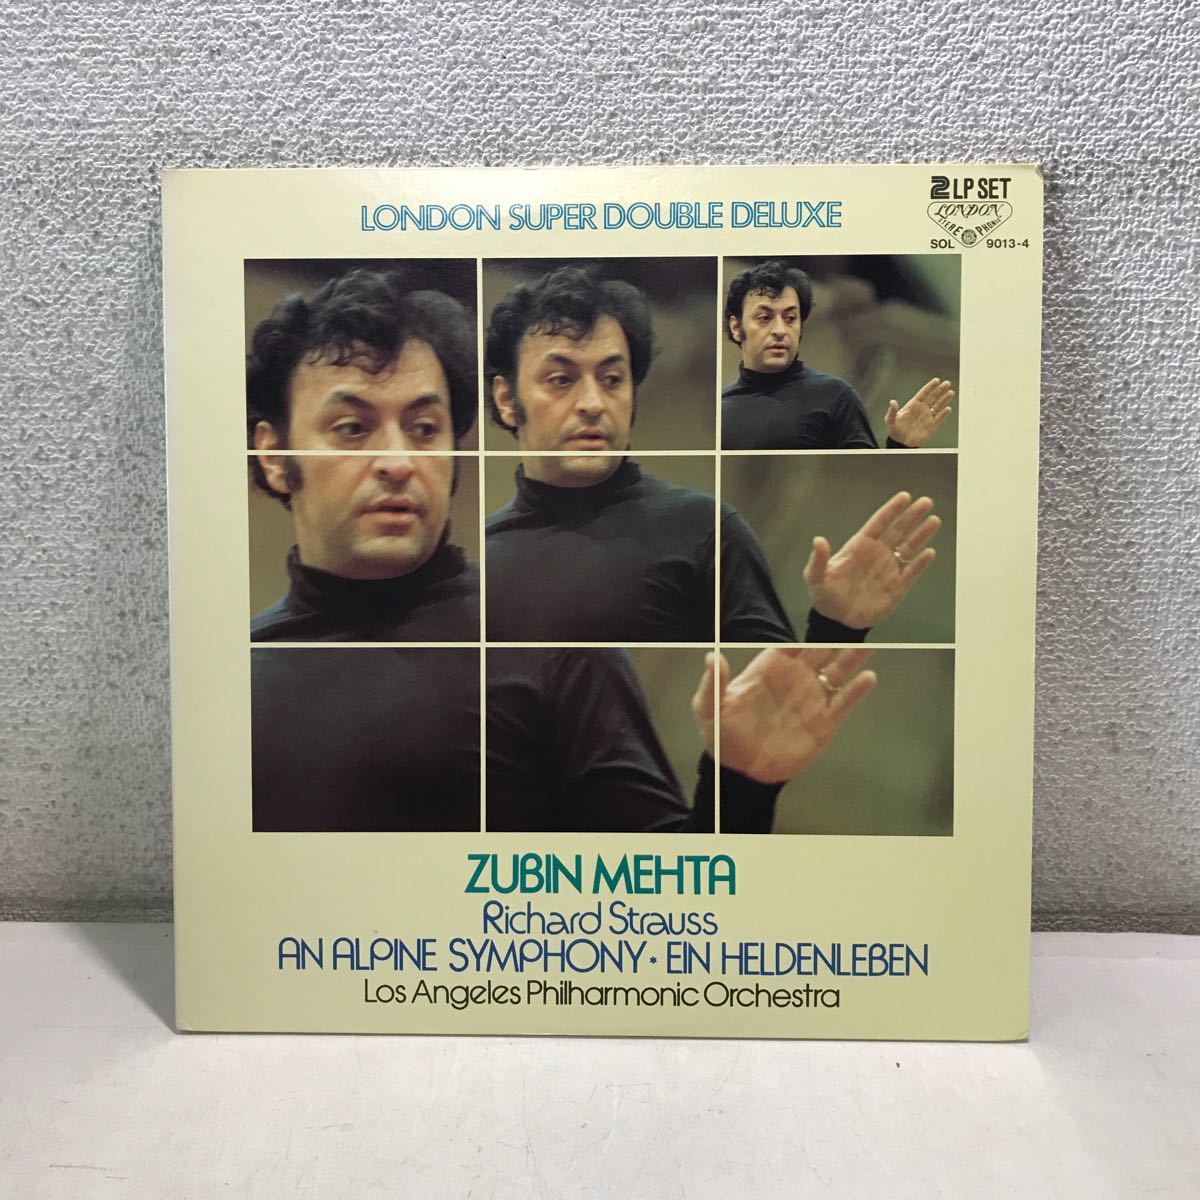 2 LP SET
LONDON
STEREOPHONIC
SOL 9013-4
LONDON SUPER DOUBLE DELUXE
ZUBIN MEHTA
Richard Strauss
AN ALPINE SYMPHONY * EIN HELDENLEBEN
Los Angeles Philharmonic Orchestra